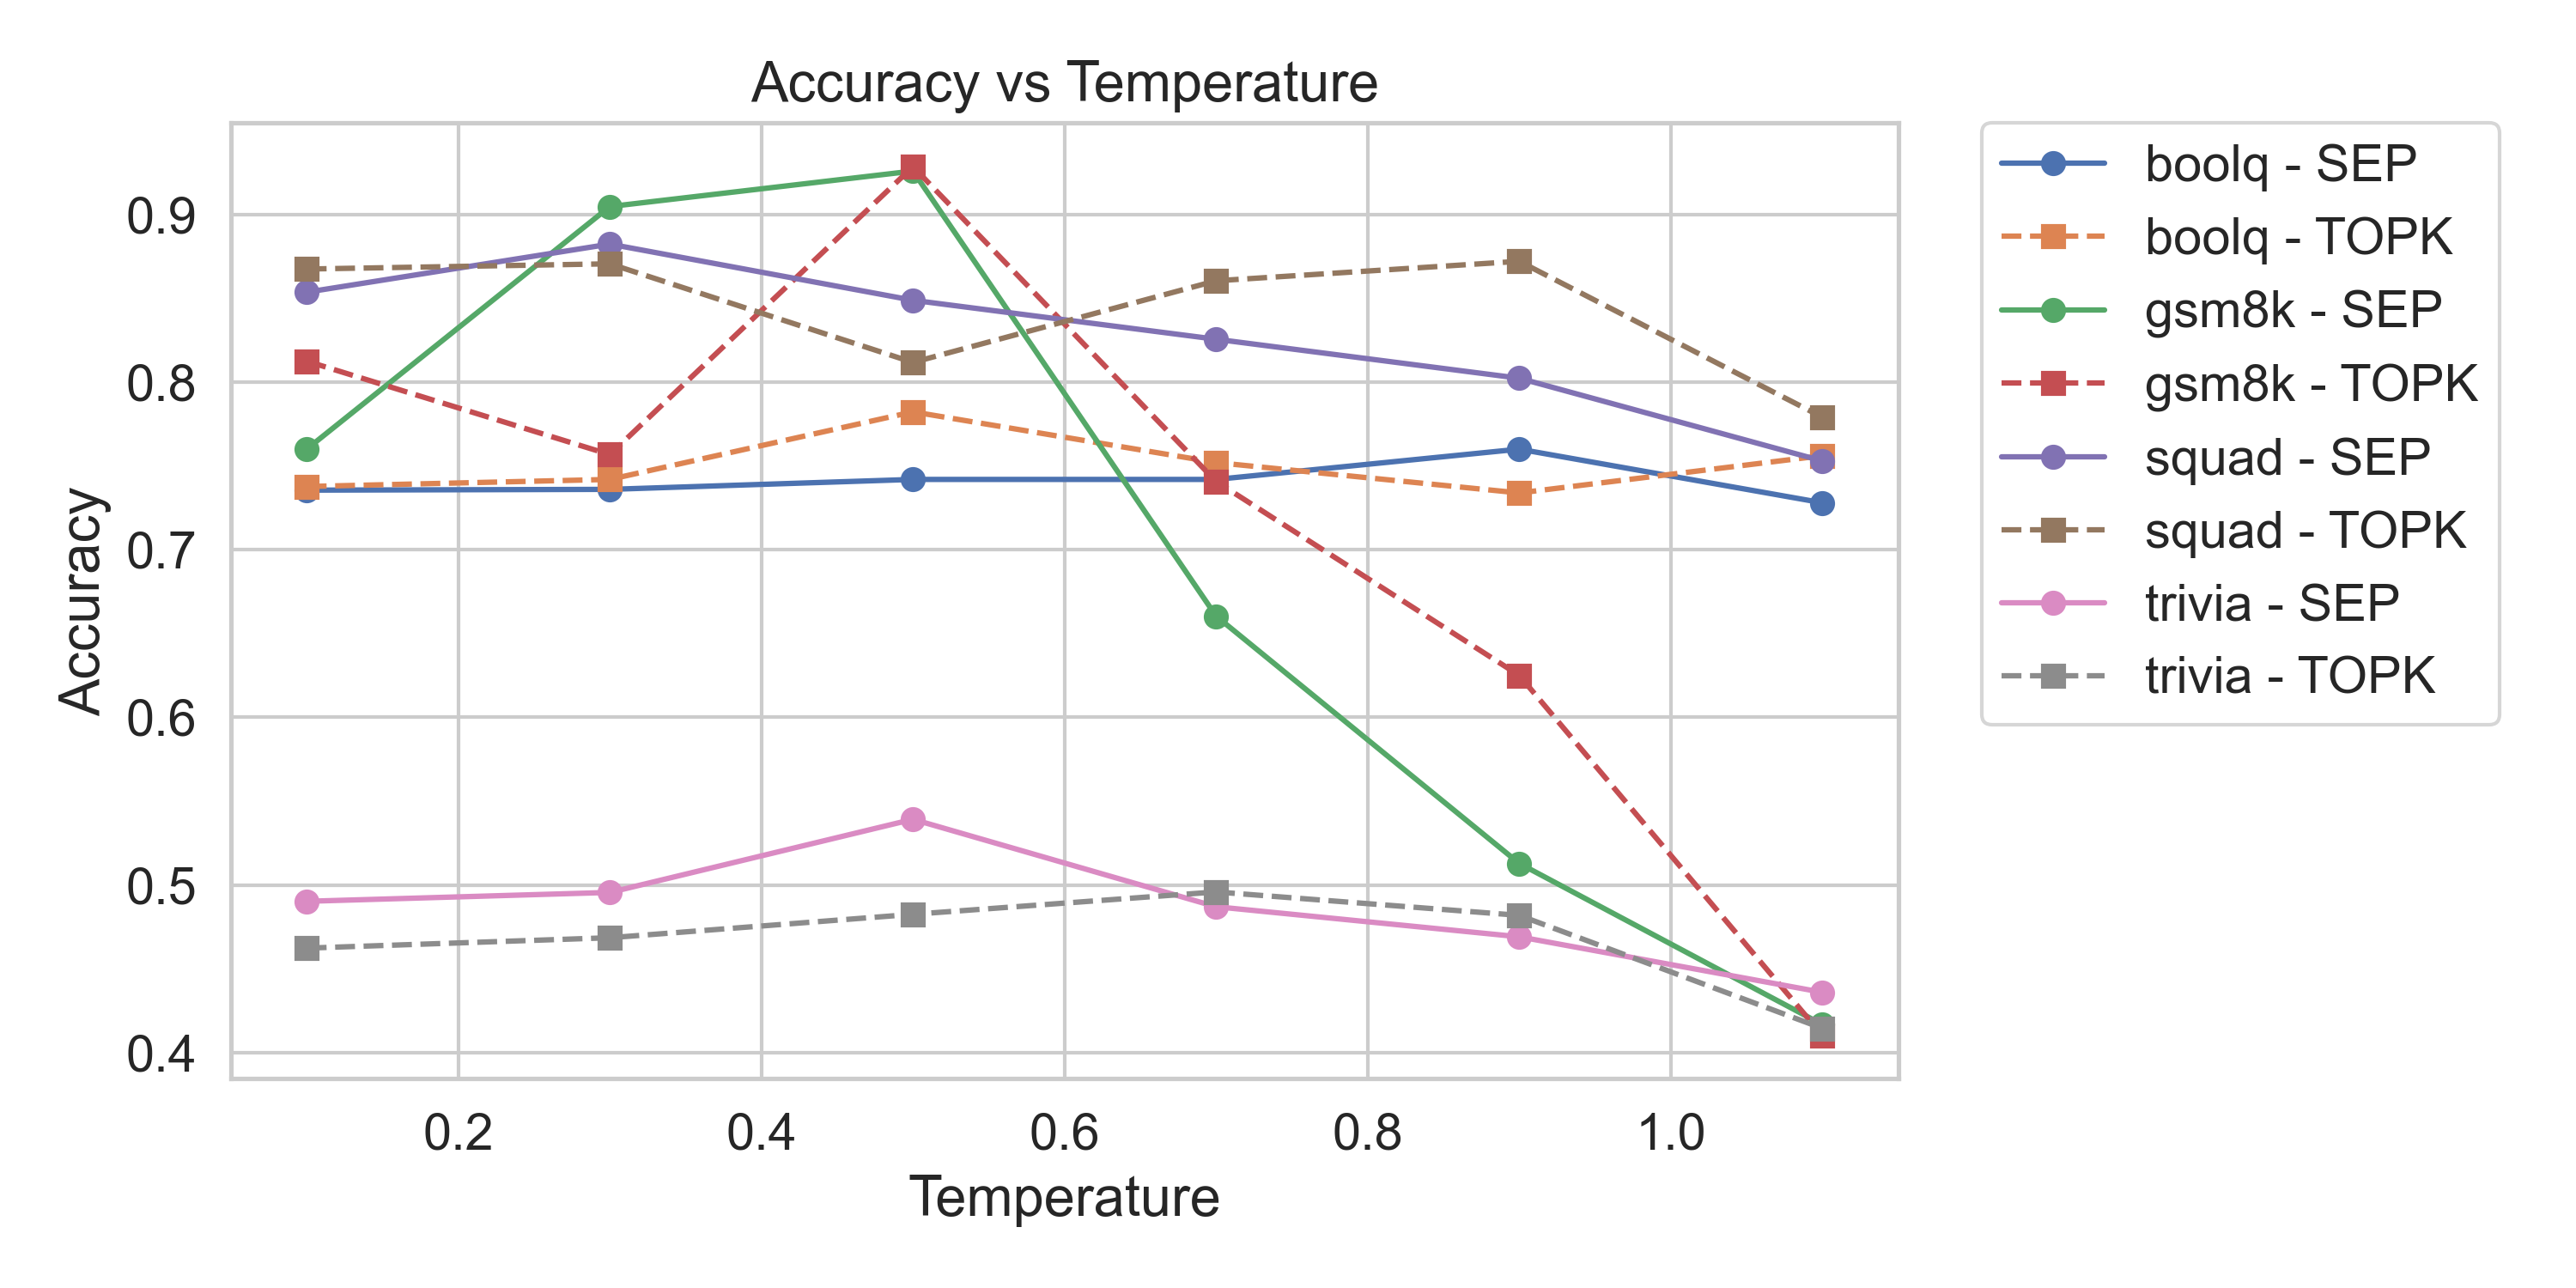 Accuracy vs Temperature
Accuracy
0.9
0.8
0.7
0.6
0.5
0.4
0.2 0.4 0.6 0.8 1.0
Temperature
boolq - SEP
boolq - TOPK
gsm8k - SEP
gsm8k - TOPK
squad - SEP
squad - TOPK
trivia - SEP
trivia - TOPK